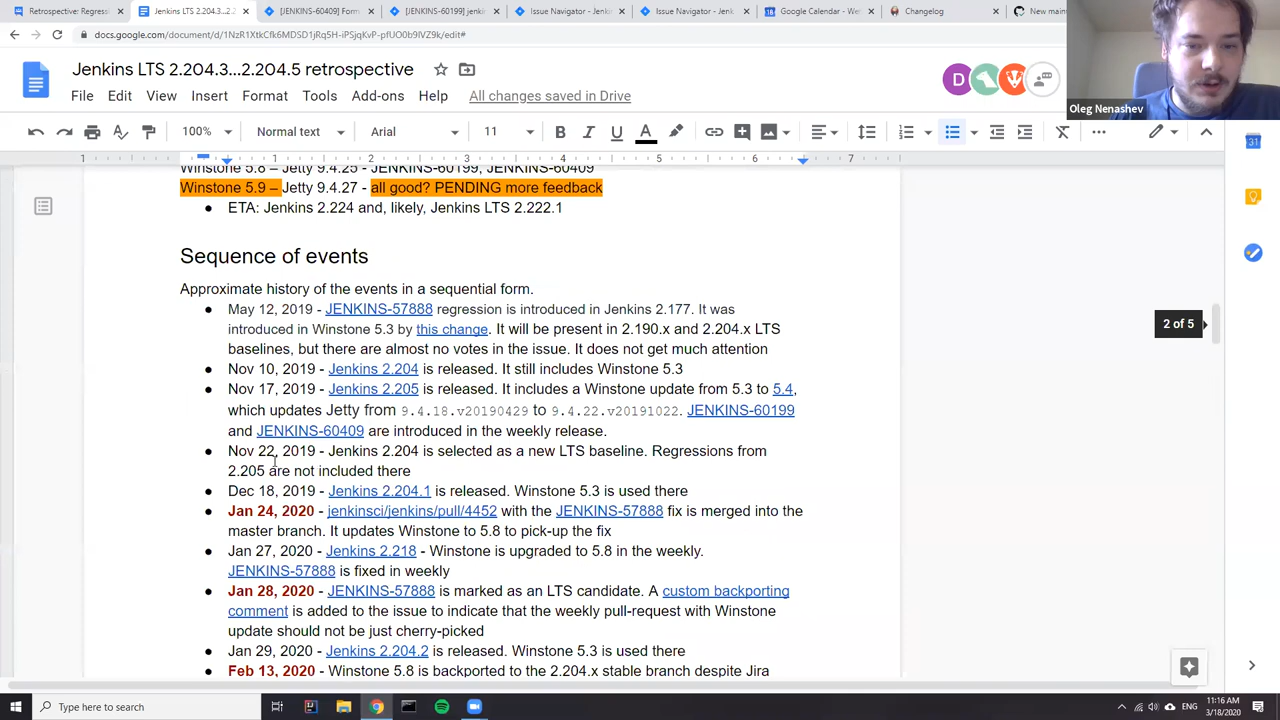 Retrospective: Regress
Jenkins LTS 2.204.3...2.2
[JENKINS-60409] Form
[JENKINS-60199] jenkin
Issue Navigator - Jenk
Issue Navigator - Jenk
Google Calendar - We
Changelog
New main
docs.google.com/document/d/1NzR1XtkCfk6MDSD1jRq5H-iPSjqKvP-pfUO0b9IVZ9k/edit#
Jenkins LTS 2.204.3...2.204.5 retrospective
File Edit View Insert Format Tools Add-ons Help All changes saved in Drive
D
Oleg Nenashev
100% Normal text Arial 11 B I U A
1 1 2 3 4 5 6 7
Winstone 5.8 – Jetty 9.4.25 - JENKINS-60199, JENKINS-60409
Winstone 5.9 – Jetty 9.4.27 - all good? PENDING more feedback
● ETA: Jenkins 2.224 and, likely, Jenkins LTS 2.222.1
Sequence of events
Approximate history of the events in a sequential form.
● May 12, 2019 - JENKINS-57888 regression is introduced in Jenkins 2.177. It was
introduced in Winstone 5.3 by this change. It will be present in 2.190.x and 2.204.x LTS
baselines, but there are almost no votes in the issue. It does not get much attention
● Nov 10, 2019 - Jenkins 2.204 is released. It still includes Winstone 5.3
● Nov 17, 2019 - Jenkins 2.205 is released. It includes a Winstone update from 5.3 to 5.4,
which updates Jetty from 9.4.18.v20190429 to 9.4.22.v20191022. JENKINS-60199
and JENKINS-60409 are introduced in the weekly release.
● Nov 22, 2019 - Jenkins 2.204 is selected as a new LTS baseline. Regressions from
2.205 are not included there
● Dec 18, 2019 - Jenkins 2.204.1 is released. Winstone 5.3 is used there
● Jan 24, 2020 - jenkinsci/jenkins/pull/4452 with the JENKINS-57888 fix is merged into the
master branch. It updates Winstone to 5.8 to pick-up the fix
● Jan 27, 2020 - Jenkins 2.218 - Winstone is upgraded to 5.8 in the weekly.
JENKINS-57888 is fixed in weekly
● Jan 28, 2020 - JENKINS-57888 is marked as an LTS candidate. A custom backporting
comment is added to the issue to indicate that the weekly pull-request with Winstone
update should not be just cherry-picked
● Jan 29, 2020 - Jenkins 2.204.2 is released. Winstone 5.3 is used there
● Feb 13, 2020 - Winstone 5.8 is backported to the 2.204.x stable branch despite Jira
2 of 5
31
Type here to search
ENG
11:16 AM
3/18/2020